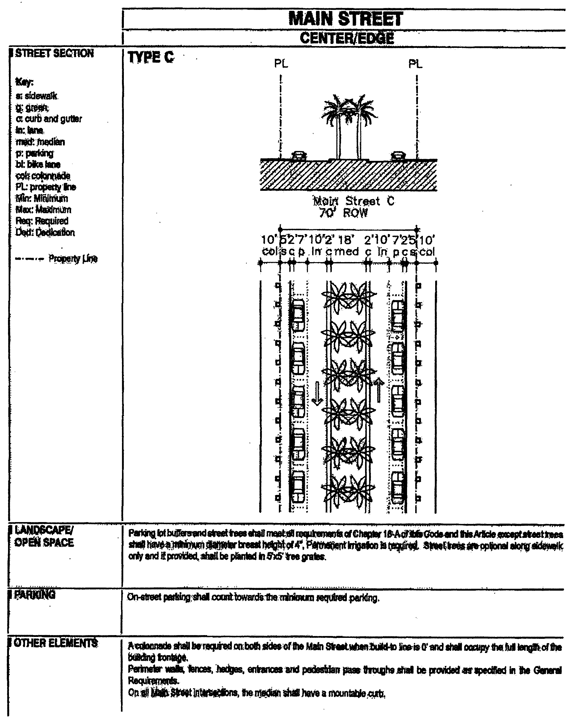 MAIN STREET
CENTER/EDGE
STREET SECTION
TYPE C
Key:
s: sidewalk
g: green
c: curb and gutter
ln: lane
med: median
p: parking
bl: bike lane
col: colonnade
PL: property line
Min: Minimum
Max: Maximum
Req: Required
Ded: Dedication
Property Line
PL PL
Main Street C
70' ROW
10' 5'2'7' 10'2' 18' 2'10' 7'2'5' 10'
col s c p ln c med c ln p c s col
LANDSCAPE/
OPEN SPACE
Parking lot buffers and street trees shall meet all requirements of Chapter 18-A of this Code and this Article except street trees
shall have a minimum diameter breast height of 4". Permanent irrigation is required. Street trees are optional along sidewalk
only and if provided, shall be planted in 5'x5' tree grates.
PARKING
On-street parking shall count towards the minimum required parking.
OTHER ELEMENTS
A colonnade shall be required on both sides of the Main Street when build-to line is 0' and shall occupy the full length of the
building frontage.
Perimeter walls, fences, hedges, entrances and pedestrian pass throughs shall be provided as specified in the General
Requirements.
On all Main Street intersections, the median shall have a mountable curb.